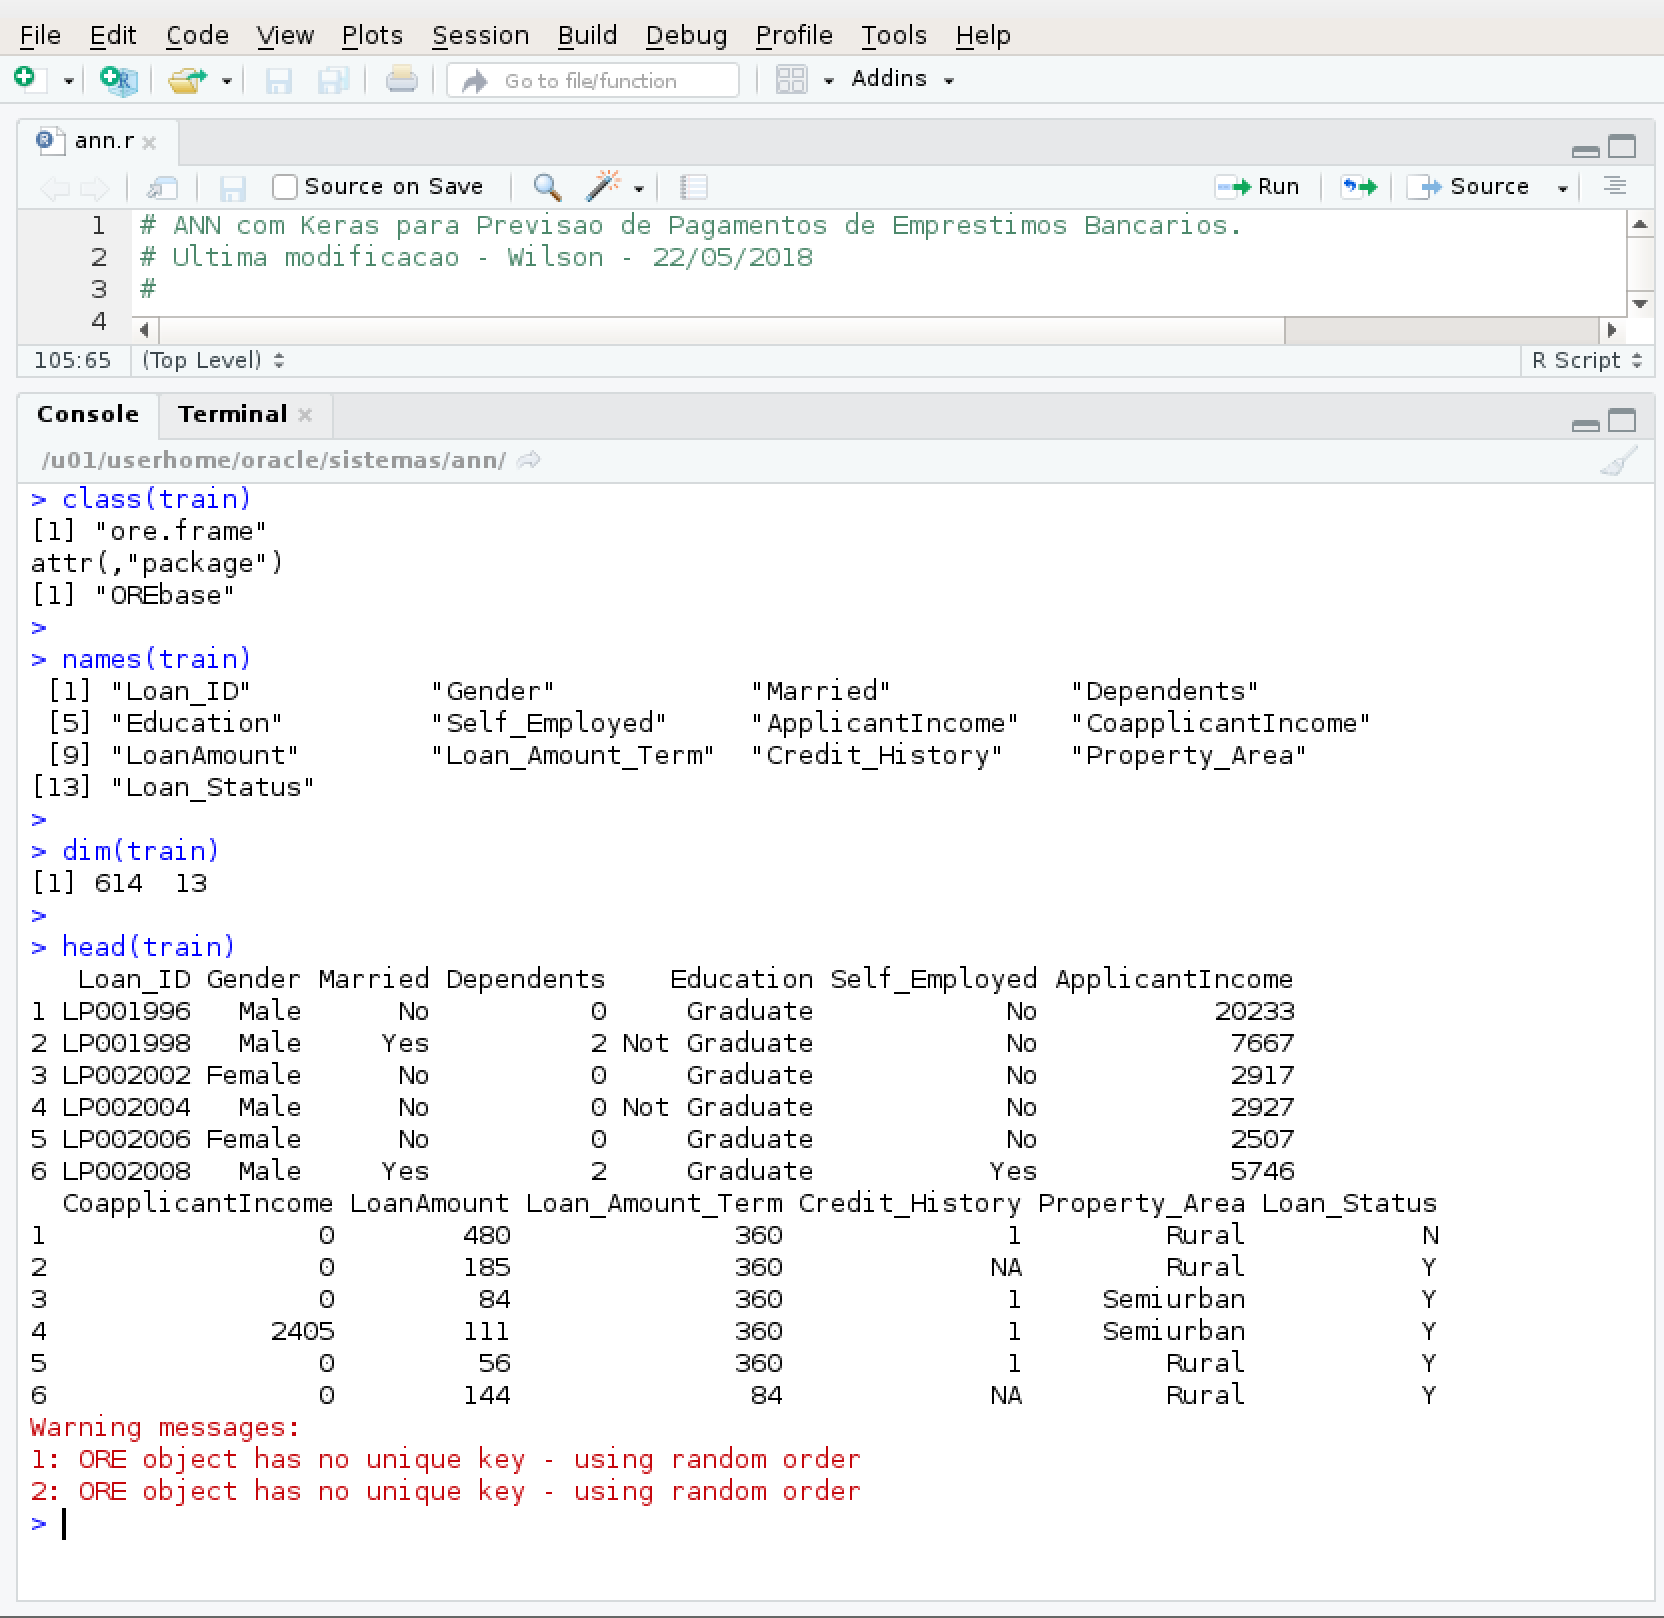 File Edit Code View Plots Session Build Debug Profile Tools Help
Go to file/function Addins
ann.r
Source on Save Run Source
1 # ANN com Keras para Previsao de Pagamentos de Emprestimos Bancarios.
2 # Ultima modificacao - Wilson - 22/05/2018
3 #
4
105:65 (Top Level) R Script
Console Terminal
/u01/userhome/oracle/sistemas/ann/
> class(train)
[1] "ore.frame"
attr(,"package")
[1] "OREbase"
>
> names(train)
 [1] "Loan_ID"           "Gender"            "Married"           "Dependents"
 [5] "Education"         "Self_Employed"     "ApplicantIncome"   "CoapplicantIncome"
 [9] "LoanAmount"        "Loan_Amount_Term"  "Credit_History"    "Property_Area"
[13] "Loan_Status"
>
> dim(train)
[1] 614  13
>
> head(train)
   Loan_ID Gender Married Dependents    Education Self_Employed ApplicantIncome
1 LP001996   Male      No          0     Graduate            No           20233
2 LP001998   Male     Yes          2 Not Graduate            No            7667
3 LP002002 Female      No          0     Graduate            No            2917
4 LP002004   Male      No          0 Not Graduate            No            2927
5 LP002006 Female      No          0     Graduate            No            2507
6 LP002008   Male     Yes          2     Graduate           Yes            5746
  CoapplicantIncome LoanAmount Loan_Amount_Term Credit_History Property_Area Loan_Status
1                 0        480              360              1         Rural           N
2                 0        185              360             NA         Rural           Y
3                 0         84              360              1     Semiurban           Y
4              2405        111              360              1     Semiurban           Y
5                 0         56              360              1         Rural           Y
6                 0        144               84             NA         Rural           Y
Warning messages:
1: ORE object has no unique key - using random order
2: ORE object has no unique key - using random order
>